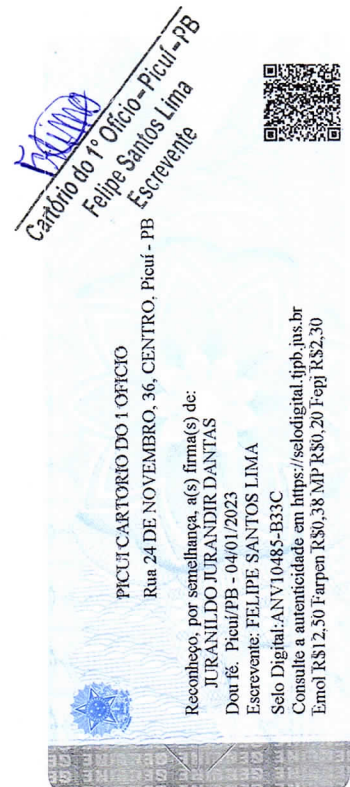 PICUI CARTORIO DO 1 OFICIO
Rua 24 DE NOVEMBRO, 36, CENTRO, Picuí - PB
Reconheço, por semelhança, a(s) firma(s) de:
JURANILDO JURANDIR DANTAS
Dou fê. Picuí/PB - 04/01/2023
Escrevente: FELIPE SANTOS LIMA
Selo Digital:ANV10485-B33C
Consulte a autenticidade em https://selodigital.tjpb.jus.br
Emol R$12,50 Farpen R$0,38 MP R$0,20 Fepj R$2,30
Cartório do 1º Ofício=Picuí=PB
Felipe Santos Lima
Escrevente